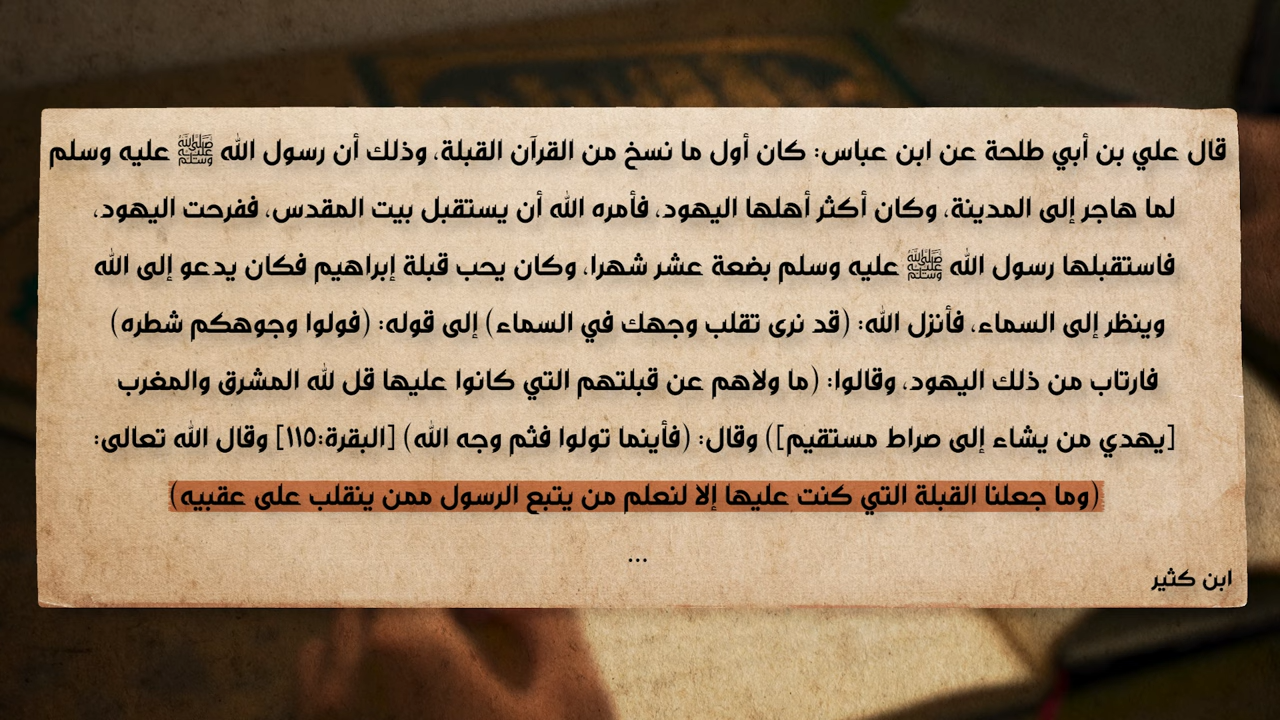 قال علي بن أبي طلحة عن ابن عباس: كان أول ما نسخ من القرآن القبلة، وذلك أن رسول الله ﷺ عليه وسلم
لما هاجر إلى المدينة، وكان أكثر أهلها اليهود، فأمره الله أن يستقبل بيت المقدس، ففرحت اليهود،
فاستقبلها رسول الله ﷺ عليه وسلم بضعة عشر شهرا، وكان يحب قبلة إبراهيم فكان يدعو إلى الله
وينظر إلى السماء، فأنزل الله: (قد نرى تقلب وجهك في السماء) إلى قوله: (فولوا وجوهكم شطره)
فارتاب من ذلك اليهود، وقالوا: (ما ولاهم عن قبلتهم التي كانوا عليها قل لله المشرق والمغرب
[يهدي من يشاء إلى صراط مستقيم]) وقال: (فأينما تولوا فثم وجه الله) [البقرة:١١٥] وقال الله تعالى:
(وما جعلنا القبلة التي كنت عليها إلا لنعلم من يتبع الرسول ممن ينقلب على عقبيه)
...
ابن كثير